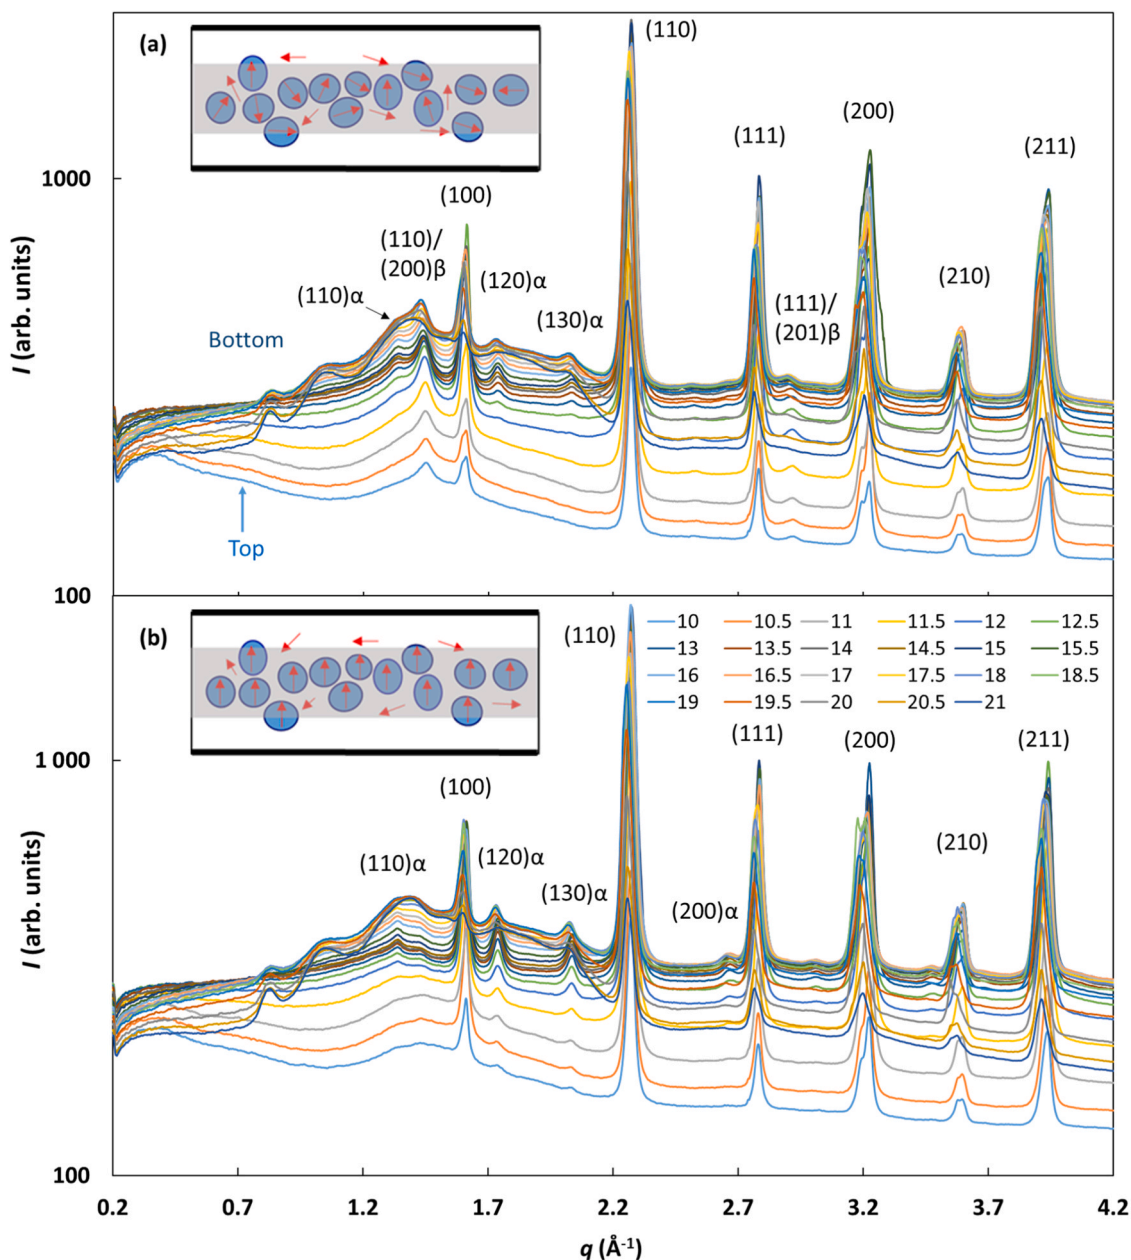 (a)
(110)
(111)
(200)
(211)
1000
(100)
(110)/
(200)β
(120)α
(110)α
(130)α
(111)/
(201)β
(210)
Bottom
Top
I (arb. units)
100
(b)
(110)
10 10.5 11 11.5 12 12.5
13 13.5 14 14.5 15 15.5
16 16.5 17 17.5 18 18.5
19 19.5 20 20.5 21
(111)
(200)
(211)
1 000
(100)
(110)α
(120)α
(130)α
(200)α
(210)
I (arb. units)
100
0.2 0.7 1.2 1.7 2.2 2.7 3.2 3.7 4.2
q (Å-1)